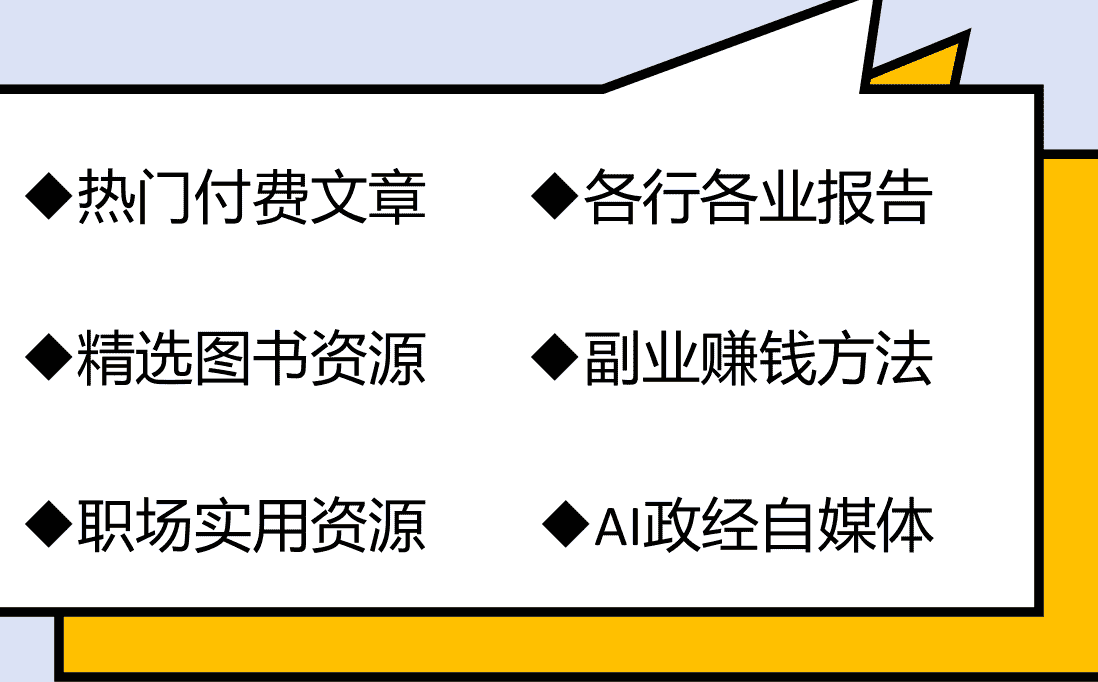 ◆热门付费文章 ◆各行各业报告
◆精选图书资源 ◆副业赚钱方法
◆职场实用资源 ◆AI政经自媒体